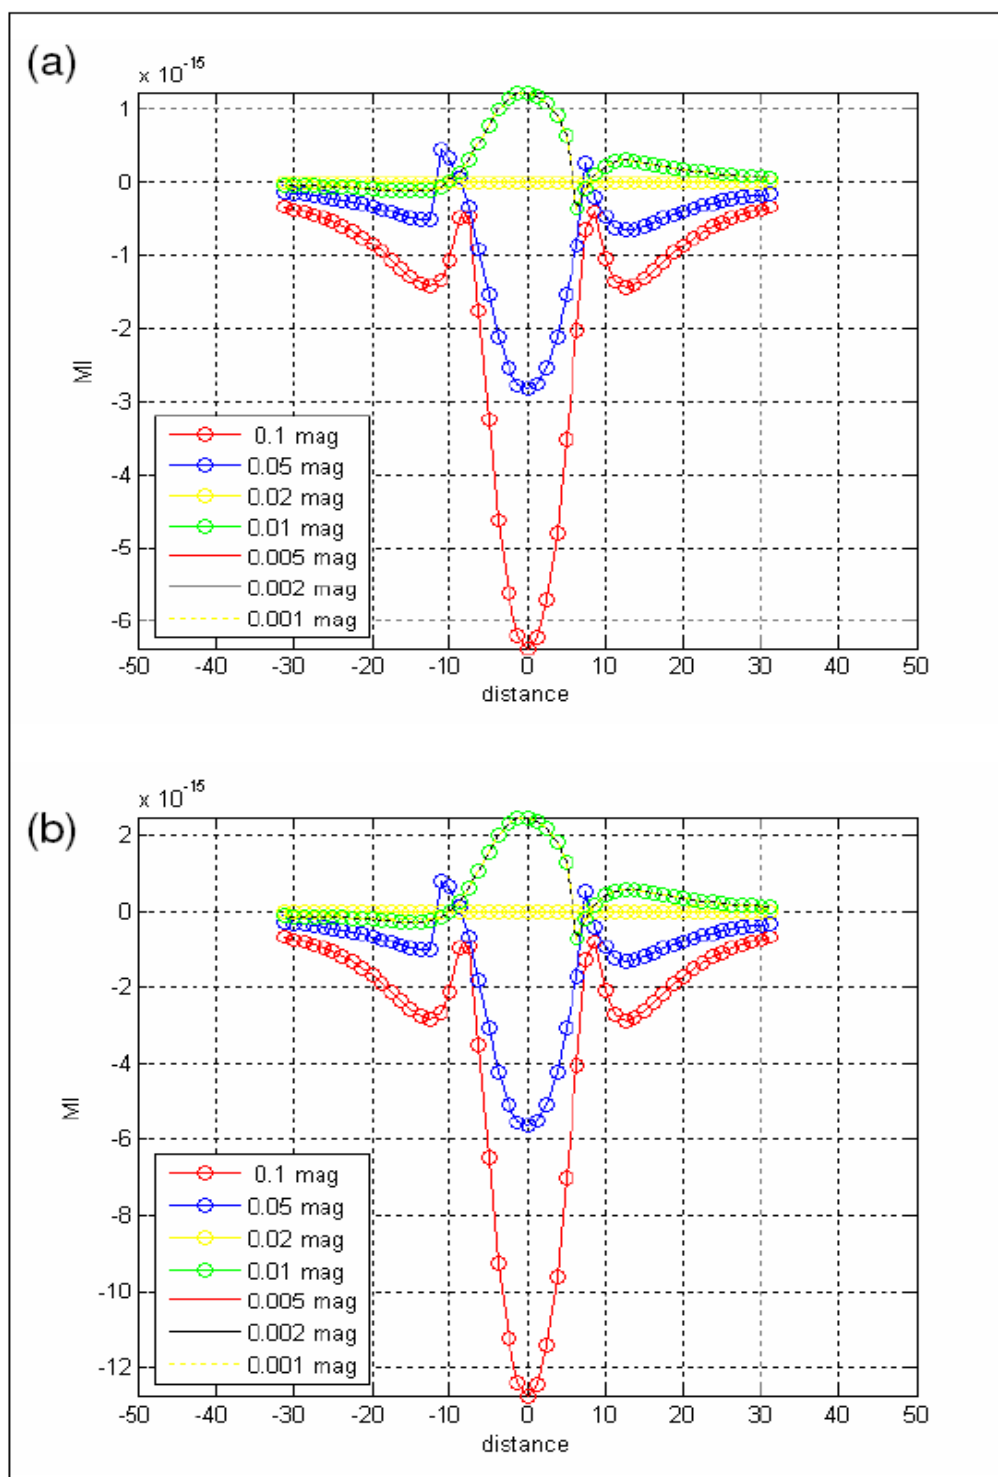 (a)
x 10-15
1
0
-1
-2
-3
-4
-5
-6
MI
0.1 mag
0.05 mag
0.02 mag
0.01 mag
0.005 mag
0.002 mag
0.001 mag
-50 -40 -30 -20 -10 0 10 20 30 40 50
distance
(b)
x 10-15
2
0
-2
-4
-6
-8
-10
-12
MI
0.1 mag
0.05 mag
0.02 mag
0.01 mag
0.005 mag
0.002 mag
0.001 mag
-50 -40 -30 -20 -10 0 10 20 30 40 50
distance